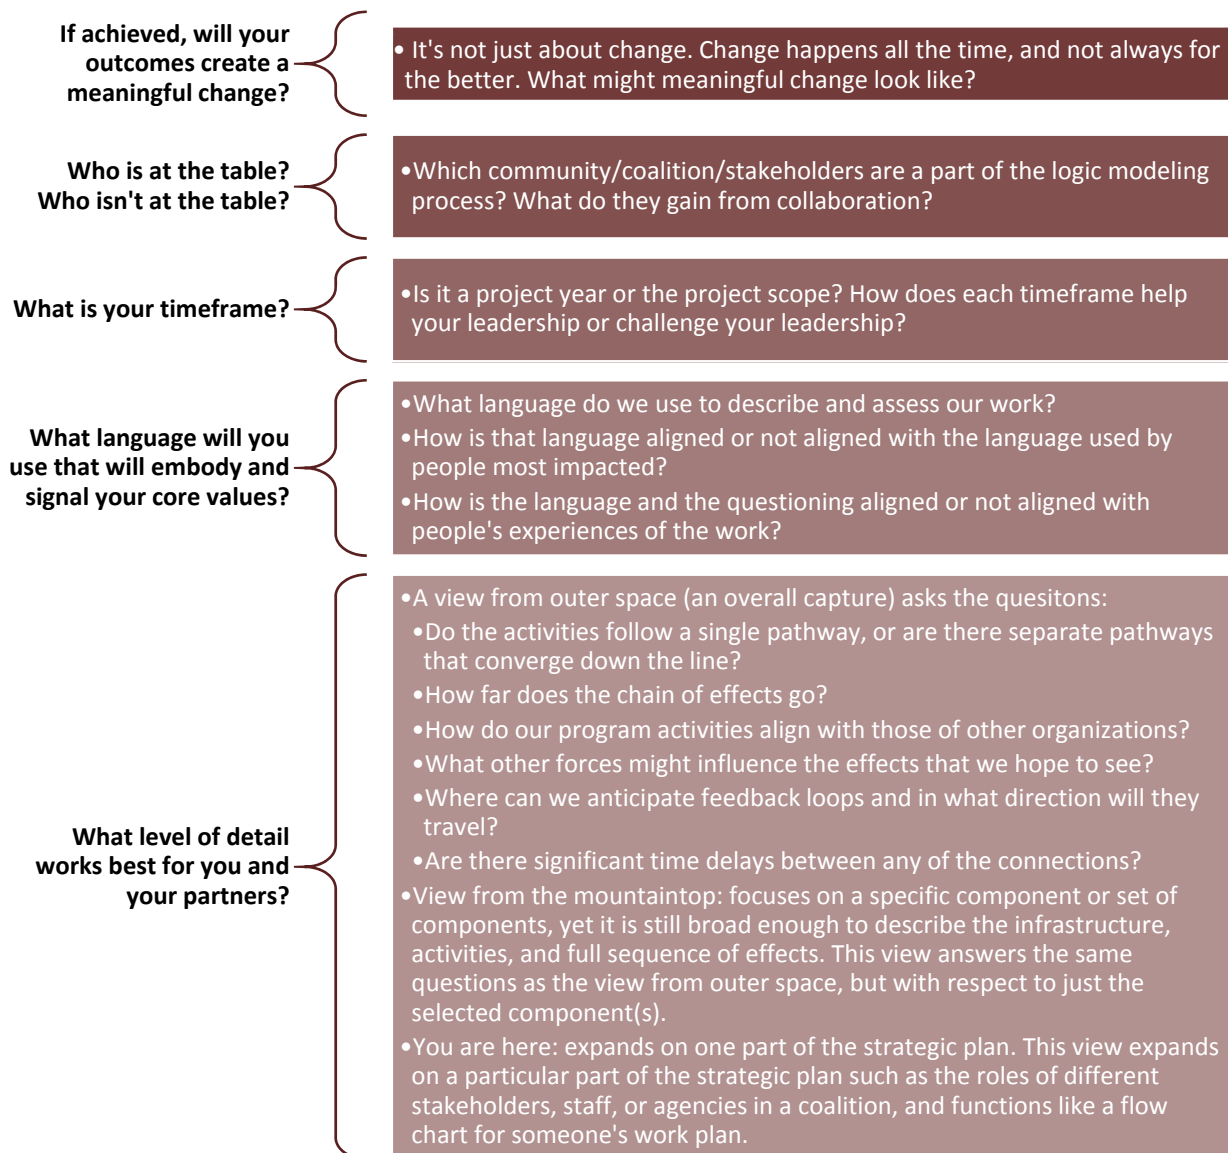 If achieved, will your
outcomes create a
meaningful change?
• It's not just about change. Change happens all the time, and not always for
the better. What might meaningful change look like?
Who is at the table?
Who isn't at the table?
•Which community/coalition/stakeholders are a part of the logic modeling
process? What do they gain from collaboration?
What is your timeframe?
•Is it a project year or the project scope? How does each timeframe help
your leadership or challenge your leadership?
What language will you
use that will embody and
signal your core values?
•What language do we use to describe and assess our work?
•How is that language aligned or not aligned with the language used by
people most impacted?
•How is the language and the questioning aligned or not aligned with
people's experiences of the work?
What level of detail
works best for you and
your partners?
•A view from outer space (an overall capture) asks the quesitons:
•Do the activities follow a single pathway, or are there separate pathways
that converge down the line?
•How far does the chain of effects go?
•How do our program activities align with those of other organizations?
•What other forces might influence the effects that we hope to see?
•Where can we anticipate feedback loops and in what direction will they
travel?
•Are there significant time delays between any of the connections?
•View from the mountaintop: focuses on a specific component or set of
components, yet it is still broad enough to describe the infrastructure,
activities, and full sequence of effects. This view answers the same
questions as the view from outer space, but with respect to just the
selected component(s).
•You are here: expands on one part of the strategic plan. This view expands
on a particular part of the strategic plan such as the roles of different
stakeholders, staff, or agencies in a coalition, and functions like a flow
chart for someone's work plan.